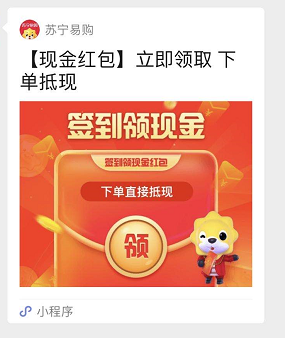 苏宁易购
【现金红包】立即领取 下
单抵现
签到领现金
签到领现金红包
下单直接抵现
领
小程序